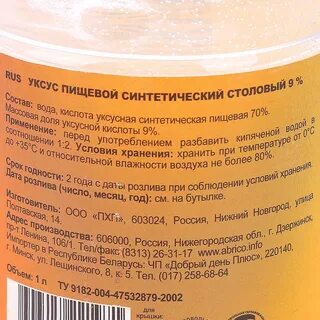 RUS УКСУС ПИЩЕВОЙ СИНТЕТИЧЕСКИЙ СТОЛОВЫЙ 9 %
Состав: вода, кислота уксусная синтетическая пищевая 70%.
Массовая доля уксусной кислоты 9%.
Применение: перед употреблением разбавить кипяченой водой в
соотношении 1:2. Условия хранения: хранить при температуре от 0°С
до +35°С и относительной влажности воздуха не более 80%.
Срок годности: 2 года с даты розлива при соблюдении условий хранения.
Дата розлива (число, месяц, год): см. на бутылке.
Изготовитель: ООО «ПХГ», 603024, Россия, Нижний Новгород, улица
Полтавская, 14
Адрес производства: 606000, Россия, Нижегородская обл., г. Дзержинск,
пр-т Ленина, 106/1. Тел/факс (8313) 26-31-17 www.abrico.info
Импортер в Республику Беларусь: ЧП «Добрый день Плюс», 220140,
г. Минск, ул. Лещинского, 8, к. 5. Тел. (017) 258-68-64
Объем: 1 л
ТУ 9182-004-47532879-2002
для
крышки: